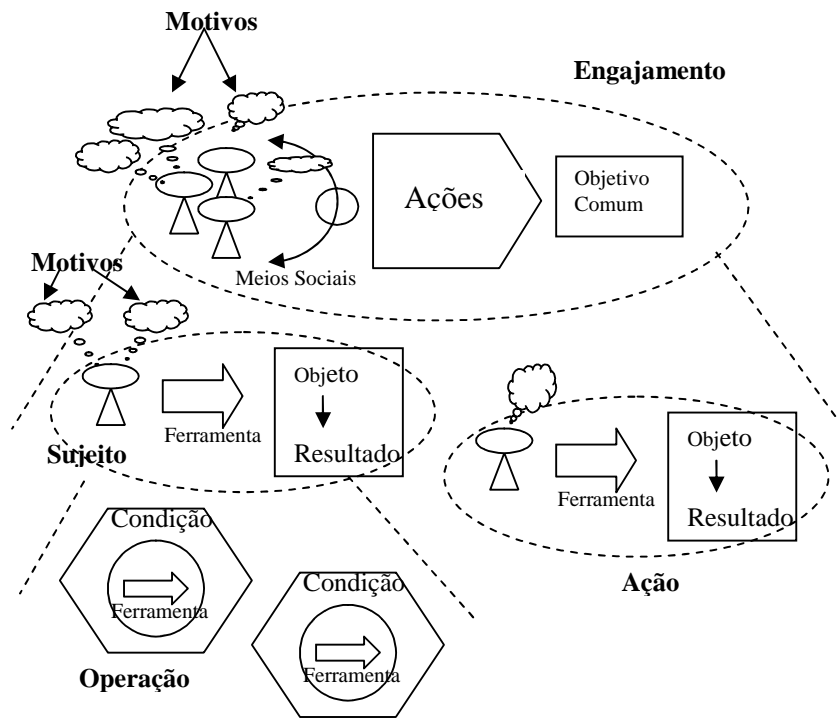 Motivos
Engajamento
Ações
Objetivo
Comum
Meios Sociais
Motivos
Objeto
Ferramenta
Resultado
Sujeito
Objeto
Ferramenta
Resultado
Ação
Condição
Ferramenta
Condição
Ferramenta
Operação